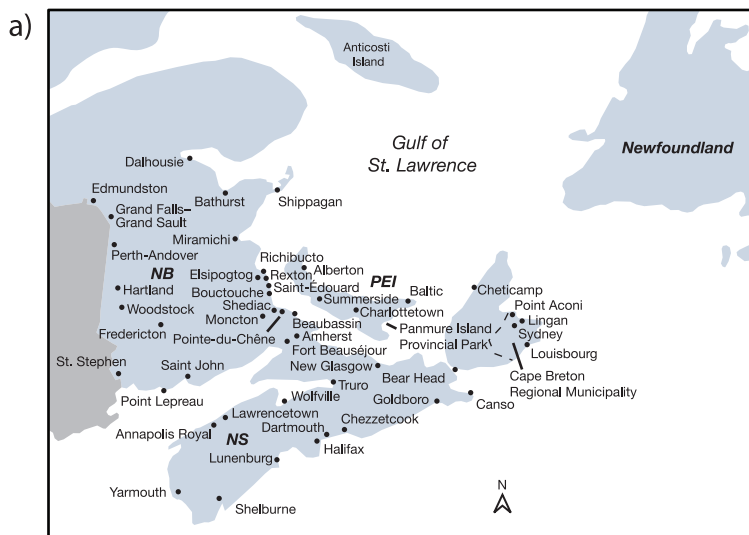 a)
Anticosti
Island
Gulf of
St. Lawrence
Newfoundland
Dalhousie
Edmundston
Bathurst
Shippagan
Grand Falls–
Grand Sault
Miramichi
Perth-Andover
Richibucto
Alberton
NB
Elsipogtog
Rexton
PEI
Saint-Édouard
Baltic
Cheticamp
Hartland
Bouctouche
Summerside
Point Aconi
Woodstock
Shediac
Charlottetown
Lingan
Moncton
Beaubassin
Panmure Island
Provincial Park
Sydney
Fredericton
Pointe-du-Chêne
Amherst
Louisbourg
Fort Beauséjour
St. Stephen
Saint John
New Glasgow
Bear Head
Cape Breton
Regional Municipality
Truro
Point Lepreau
Wolfville
Goldboro
Canso
Lawrencetown
Chezzetcook
Annapolis Royal
NS
Dartmouth
Halifax
Lunenburg
Yarmouth
Shelburne
N